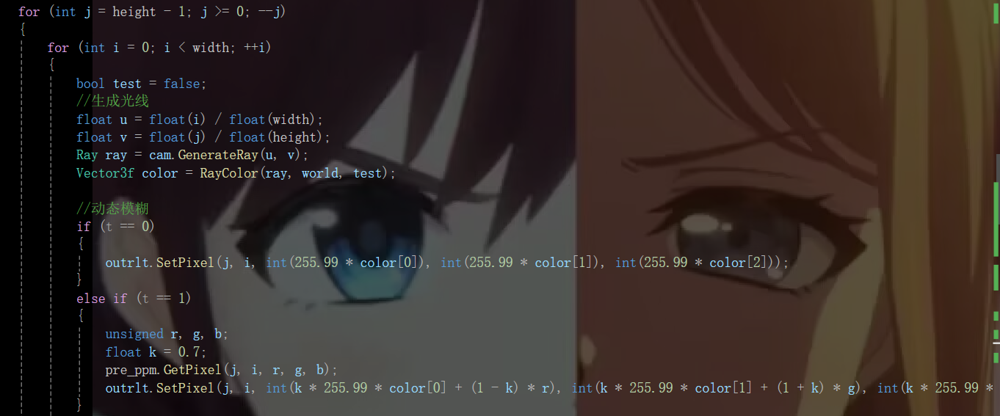 for (int j = height - 1; j >= 0; --j)
{
for (int i = 0; i < width; ++i)
{
bool test = false;
//生成光线
float u = float(i) / float(width);
float v = float(j) / float(height);
Ray ray = cam.GenerateRay(u, v);
Vector3f color = RayColor(ray, world, test);
//动态模糊
if (t == 0)
{
outrlt.SetPixel(j, i, int(255.99 * color[0]), int(255.99 * color[1]), int(255.99 * color[2]));
}
else if (t == 1)
{
unsigned r, g, b;
float k = 0.7;
pre_ppm.GetPixel(j, i, r, g, b);
outrlt.SetPixel(j, i, int(k * 255.99 * color[0] + (1 - k) * r), int(k * 255.99 * color[1] + (1 + k) * g), int(k * 255.99 *
}